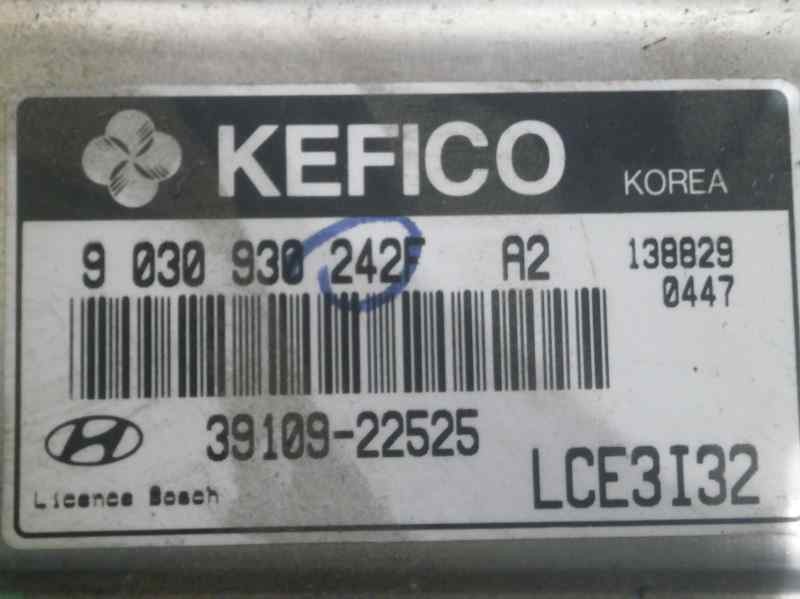 KEFICO KOREA
9 030 930 242F A2 138829
0447
39109-22525
LCE3I32
Licence Bosch